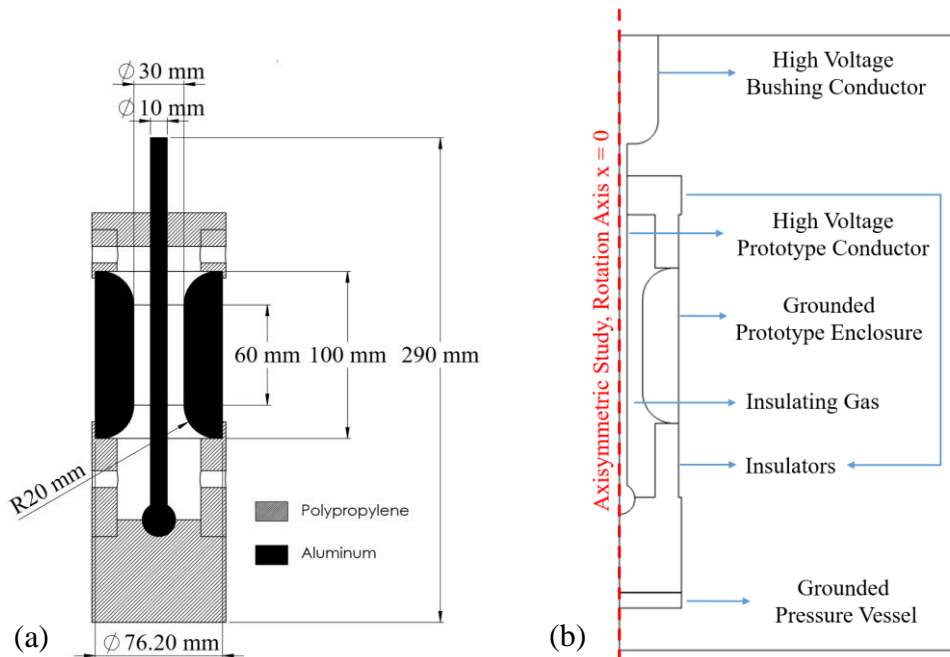 ∅ 30 mm
∅ 10 mm
60 mm
100 mm
290 mm
R20 mm
Polypropylene
Aluminum
(a)
∅ 76.20 mm
Axisymmetric Study, Rotation Axis x = 0
High Voltage
Bushing Conductor
High Voltage
Prototype Conductor
Grounded
Prototype Enclosure
Insulating Gas
Insulators
Grounded
Pressure Vessel
(b)